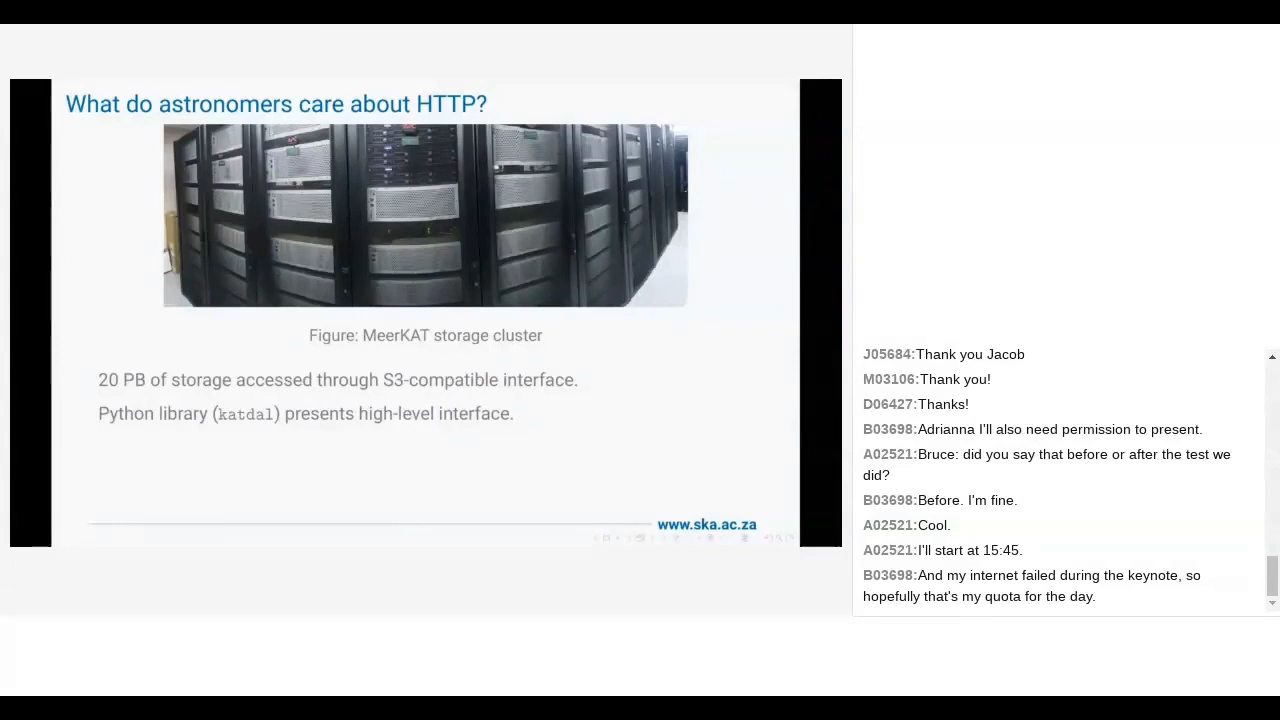 What do astronomers care about HTTP?
Figure: MeerKAT storage cluster
20 PB of storage accessed through S3-compatible interface.
Python library (katdal) presents high-level interface.
www.ska.ac.za
J05684:Thank you Jacob
M03106:Thank you!
D06427:Thanks!
B03698:Adrianna I'll also need permission to present.
A02521:Bruce: did you say that before or after the test we
did?
B03698:Before. I'm fine.
A02521:Cool.
A02521:I'll start at 15:45.
B03698:And my internet failed during the keynote, so
hopefully that's my quota for the day.